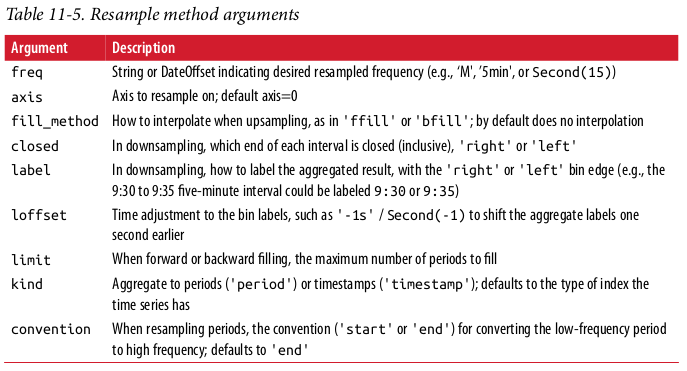 Table 11-5. Resample method arguments
Argument Description
freq String or DateOffset indicating desired resampled frequency (e.g., ‘M', ’5min', or Second(15))
axis Axis to resample on; default axis=0
fill_method How to interpolate when upsampling, as in 'ffill' or 'bfill'; by default does no interpolation
closed In downsampling, which end of each interval is closed (inclusive), 'right' or 'left'
label In downsampling, how to label the aggregated result, with the 'right' or 'left' bin edge (e.g., the
9:30 to 9:35 five-minute interval could be labeled 9:30 or 9:35)
loffset Time adjustment to the bin labels, such as '-1s' / Second(-1) to shift the aggregate labels one
second earlier
limit When forward or backward filling, the maximum number of periods to fill
kind Aggregate to periods ('period') or timestamps ('timestamp'); defaults to the type of index the
time series has
convention When resampling periods, the convention ('start' or 'end') for converting the low-frequency period
to high frequency; defaults to 'end'